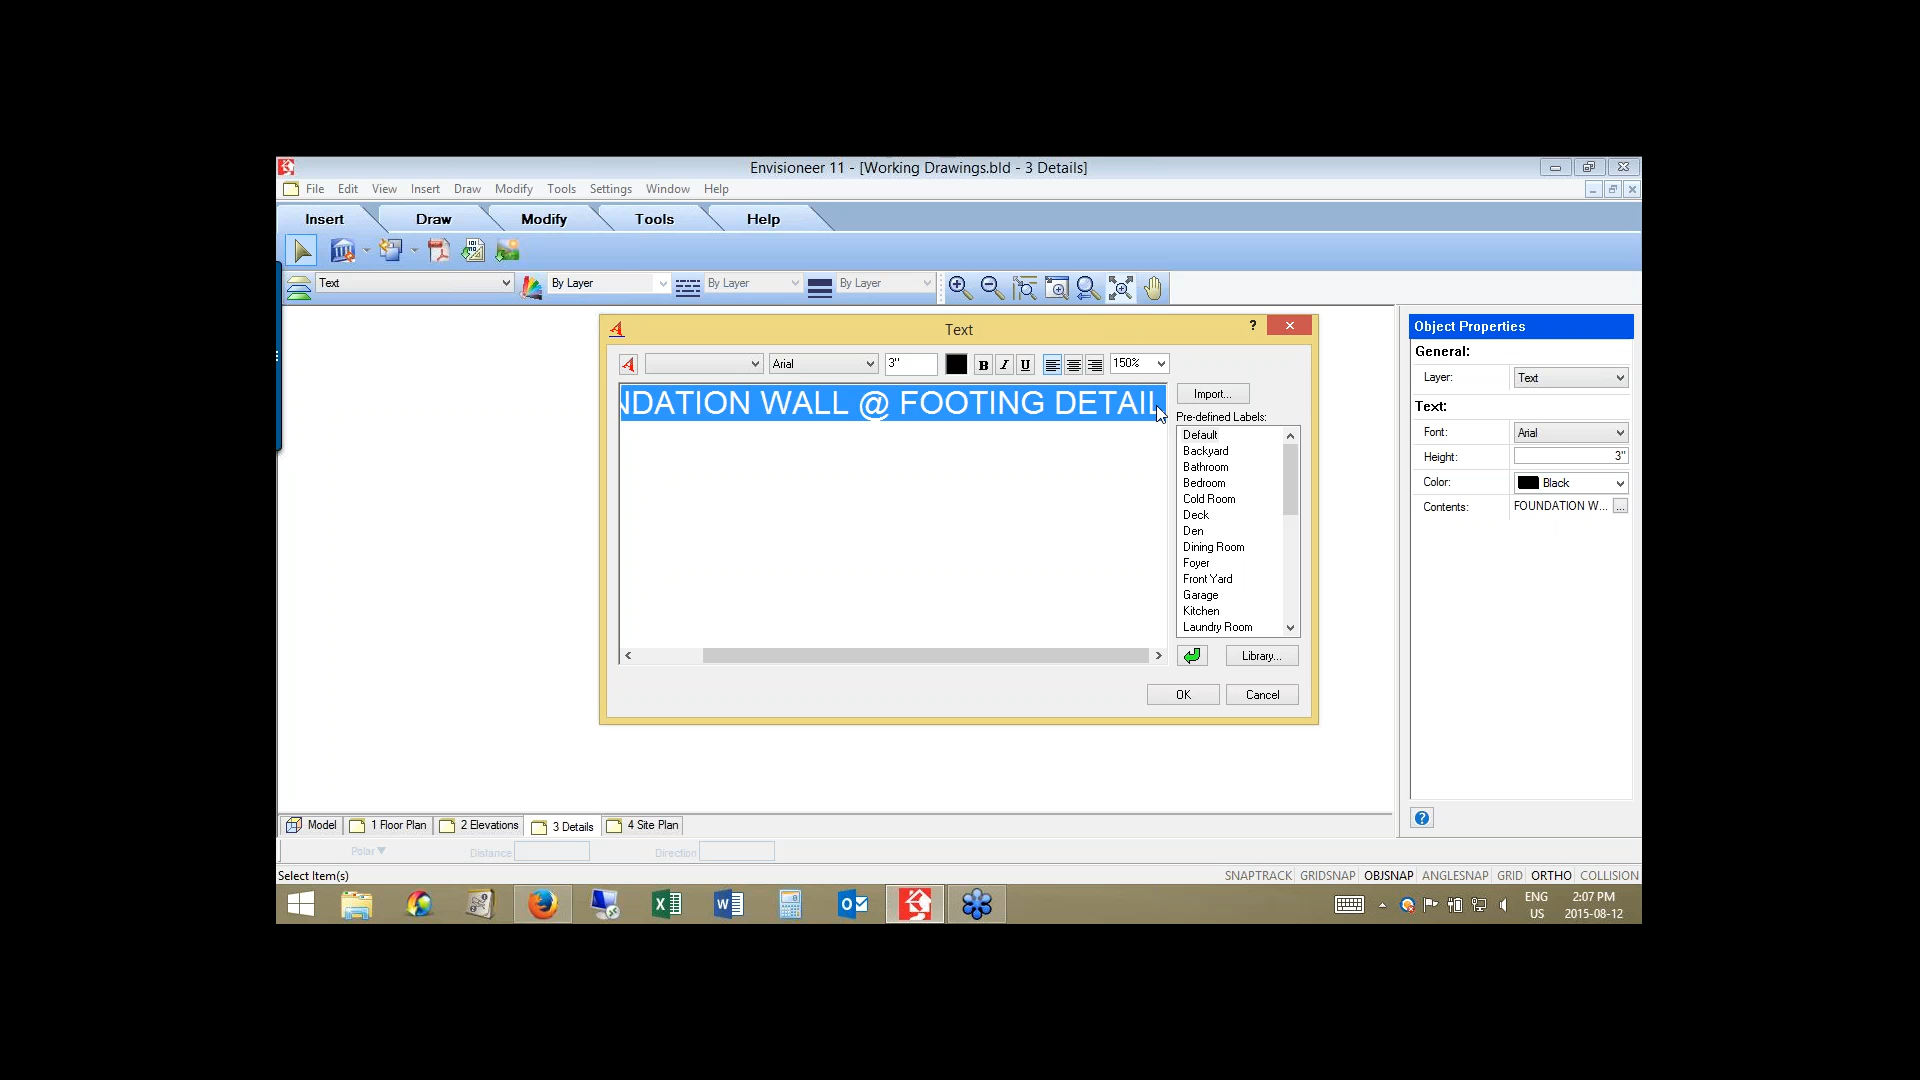 Envisioneer 11 - [Working Drawings.bld - 3 Details]
File Edit View Insert Draw Modify Tools Settings Window Help
Insert Draw Modify Tools Help
Text By Layer By Layer By Layer
Text ?
Arial 3" B I U 150%
NDATION WALL @ FOOTING DETAIL
Import...
Pre-defined Labels:
Default
Backyard
Bathroom
Bedroom
Cold Room
Deck
Den
Dining Room
Foyer
Front Yard
Garage
Kitchen
Laundry Room
Library...
OK Cancel
Object Properties
General:
Layer: Text
Text:
Font: Arial
Height: 3"
Color: Black
Contents: FOUNDATION W... ...
Model 1 Floor Plan 2 Elevations 3 Details 4 Site Plan
Polar Distance Direction
Select Item(s) SNAPTRACK GRIDSNAP OBJSNAP ANGLESNAP GRID ORTHO COLLISION
ENG 2:07 PM
US 2015-08-12